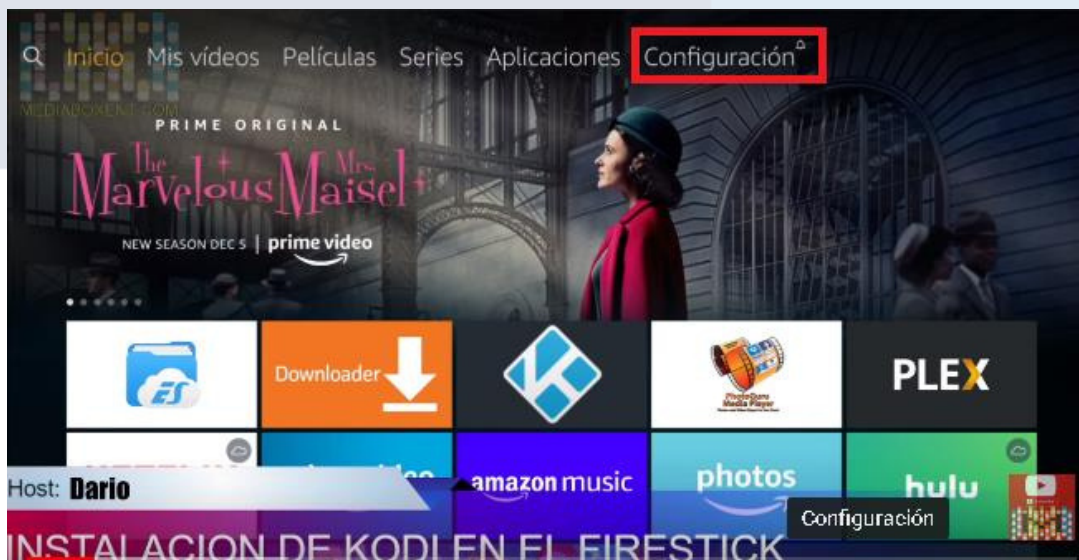 Inicio Mis vídeos Películas Series Aplicaciones Configuración
MEDIABOXENT.COM
PRIME ORIGINAL
The Marvelous Mrs. Maisel
NEW SEASON DEC 5 | prime video
ES Downloader PhotoGuru Media Player PLEX
amazon music photos hulu
Host: Dario
Configuración
INSTALACION DE KODI EN EL FIRESTICK